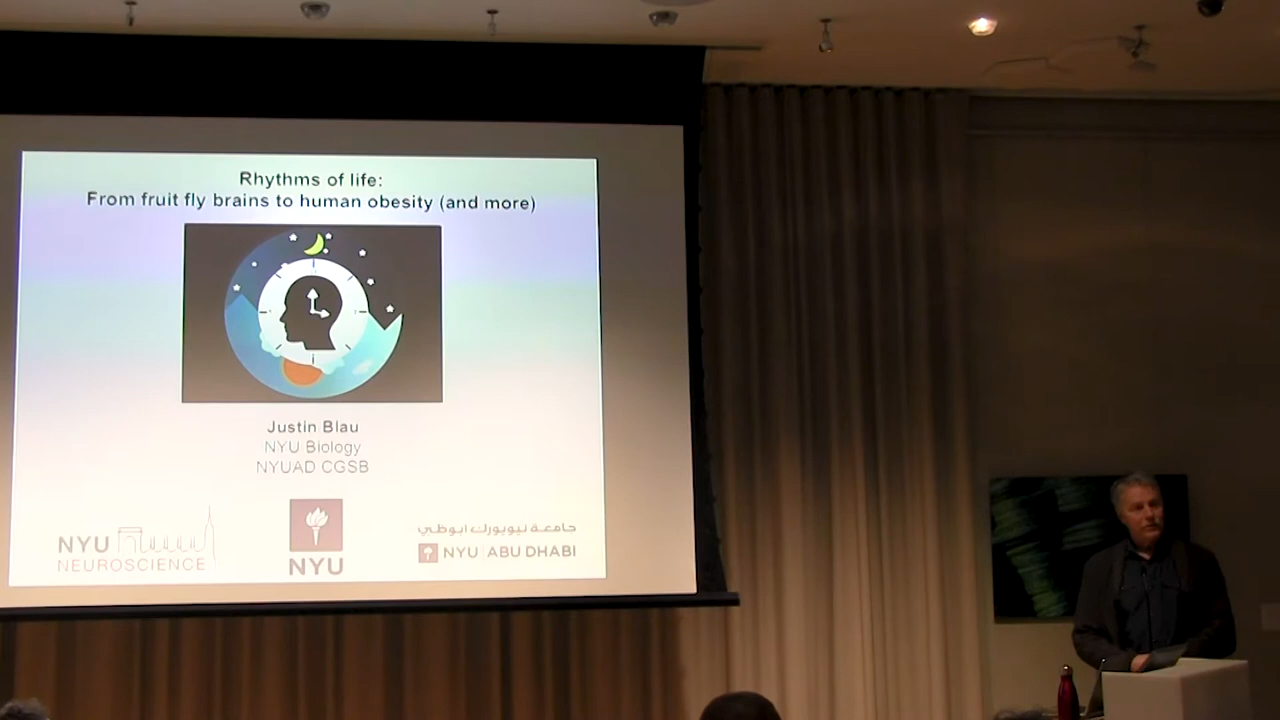 Rhythms of life:
From fruit fly brains to human obesity (and more)
Justin Blau
NYU Biology
NYUAD CGSB
NYU
NEUROSCIENCE
NYU
جامعة نيويورك أبوظبي
NYU ABU DHABI